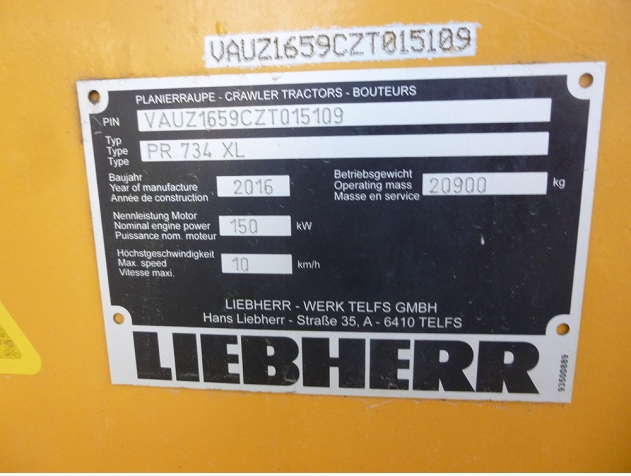 VAUZ1659CZT015109
PLANIERRAUPE - CRAWLER TRACTORS - BOUTEURS
PIN VAUZ1659CZT015109
Typ
Type PR 734 XL
Type
Baujahr Betriebsgewicht
Year of manufacture 2016 Operating mass 20900 kg
Année de construction Masse en service
Nennleistung Motor
Nominal engine power 150 kW
Puissance nom. moteur
Höchstgeschwindigkeit
Max. speed 10 km/h
Vitesse maxi.
LIEBHERR - WERK TELFS GMBH
Hans Liebherr - Straße 35, A - 6410 TELFS
LIEBHERR
93500889